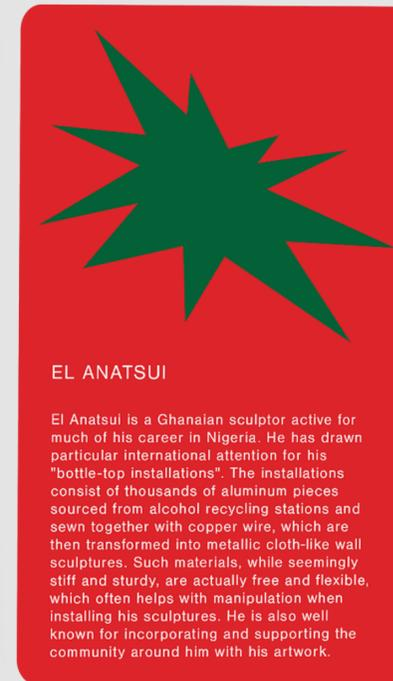 EL ANATSUI
El Anatsui is a Ghanaian sculptor active for
much of his career in Nigeria. He has drawn
particular international attention for his
"bottle-top installations". The installations
consist of thousands of aluminum pieces
sourced from alcohol recycling stations and
sewn together with copper wire, which are
then transformed into metallic cloth-like wall
sculptures. Such materials, while seemingly
stiff and sturdy, are actually free and flexible,
which often helps with manipulation when
installing his sculptures. He is also well
known for incorporating and supporting the
community around him with his artwork.